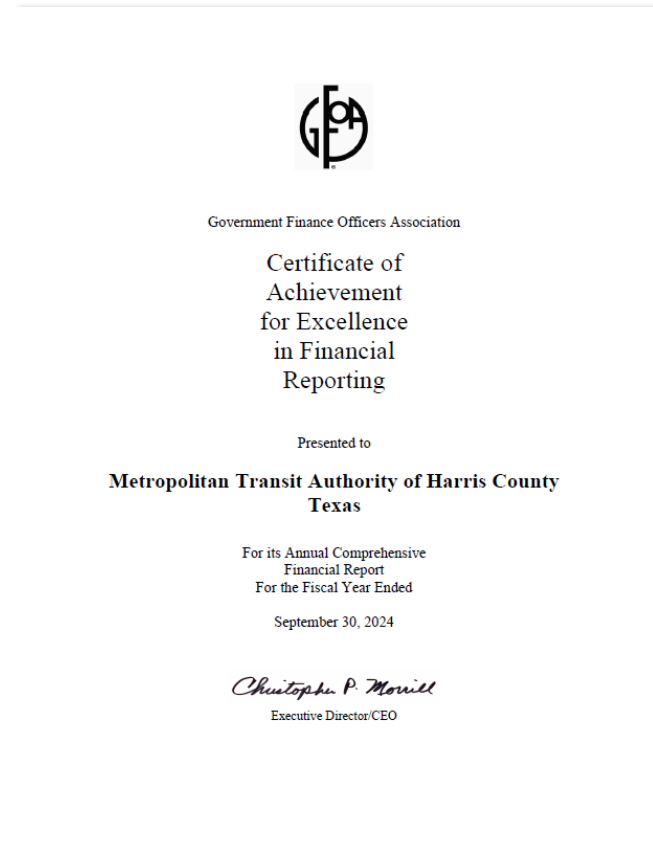 GFOA
Government Finance Officers Association
Certificate of
Achievement
for Excellence
in Financial
Reporting
Presented to
Metropolitan Transit Authority of Harris County
Texas
For its Annual Comprehensive
Financial Report
For the Fiscal Year Ended
September 30, 2024
Christopher P. Morrill
Executive Director/CEO